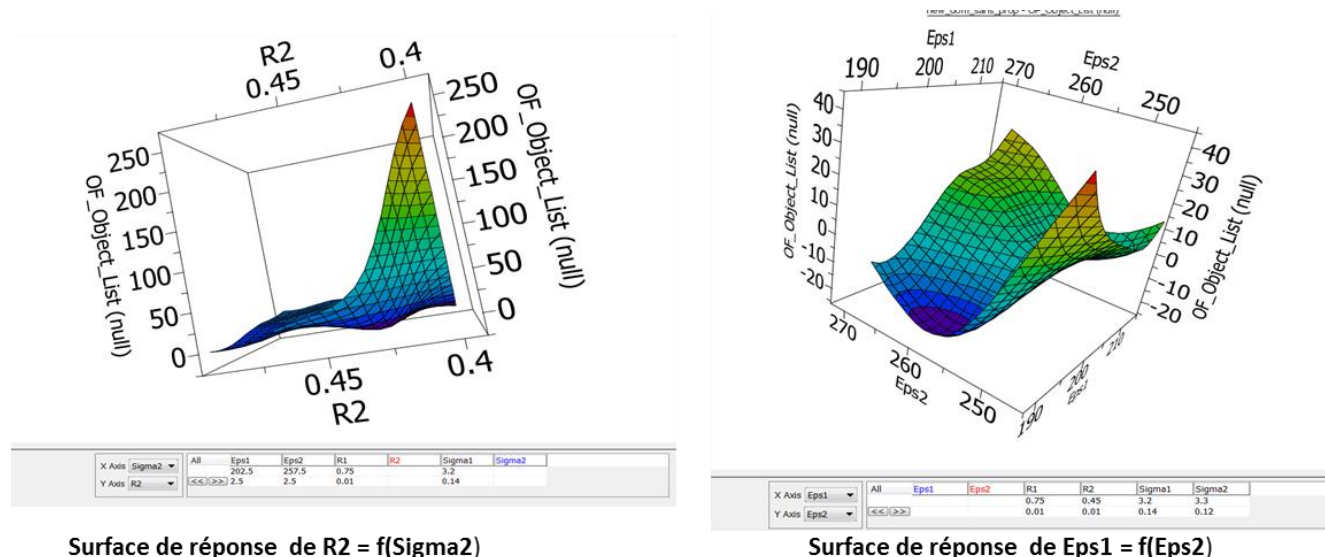 new_dom_sans_prop - OF_Object_List (null)
R2
0.45
0.4
250
200
150
100
50
0
OF_Object_List (null)
250
200
150
100
50
0
OF_Object_List (null)
0.45
0.4
R2
X Axis Sigma2
Y Axis R2
All Eps1 Eps2 R1 R2 Sigma1 Sigma2
202.5 257.5 0.75 3.2
<< >> 2.5 2.5 0.01 0.14
Surface de réponse de R2 = f(Sigma2)
Eps1
190 200 210
Eps2
270 260 250
40
30
20
10
0
-10
-20
OF_Object_List (null)
40
30
20
10
0
-10
-20
OF_Object_List (null)
270
260
250
Eps2
190
200
210
Eps1
X Axis Eps1
Y Axis Eps2
All Eps1 Eps2 R1 R2 Sigma1 Sigma2
0.75 0.45 3.2 3.3
<< >> 0.01 0.01 0.14 0.12
Surface de réponse de Eps1 = f(Eps2)